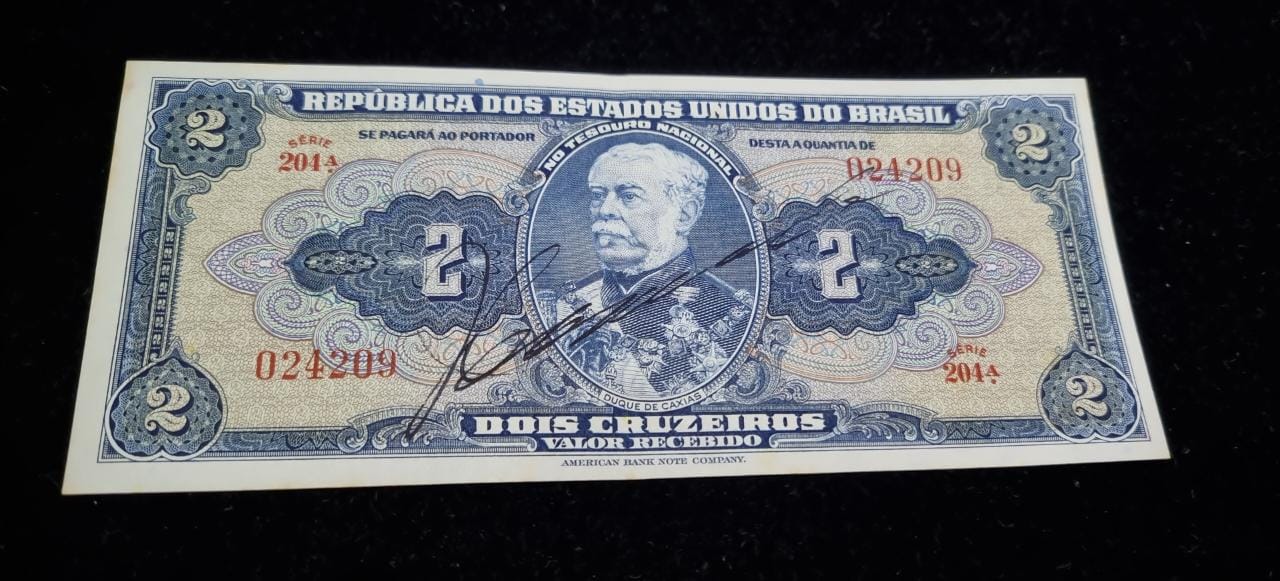 REPÚBLICA DOS ESTADOS UNIDOS DO BRASIL
2 2
SE PAGARÁ AO PORTADOR
NO TESOURO NACIONAL
DESTA A QUANTIA DE
SÉRIE
204A.
024209
2 2
024209
SÉRIE
204A.
DUQUE DE CAXIAS
2 2
DOIS CRUZEIROS
VALOR RECEBIDO
AMERICAN BANK NOTE COMPANY.